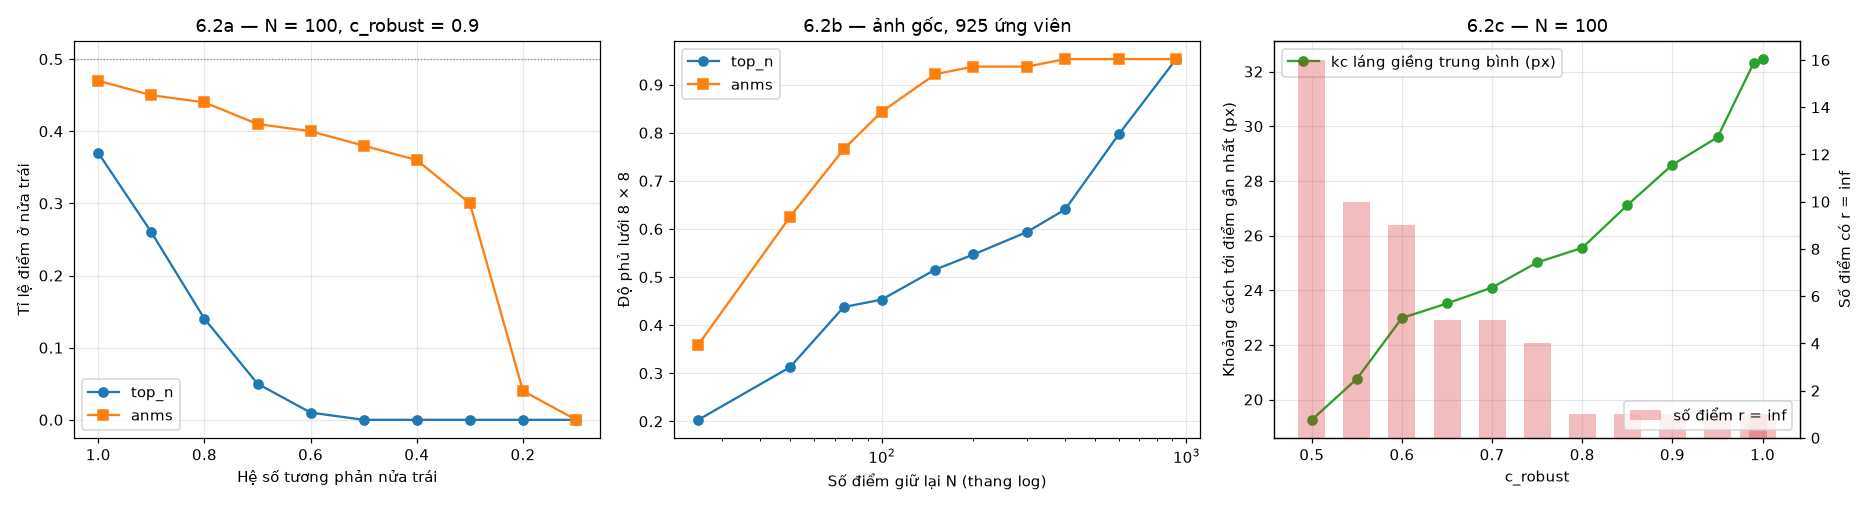 6.2a — N = 100, c_robust = 0.9
Tỉ lệ điểm ở nửa trái
0.5
0.4
0.3
0.2
0.1
0.0
top_n
anms
1.0
0.8
0.6
0.4
0.2
Hệ số tương phản nửa trái
6.2b — ảnh gốc, 925 ứng viên
Độ phủ lưới 8 × 8
top_n
anms
0.9
0.8
0.7
0.6
0.5
0.4
0.3
0.2
10²
10³
Số điểm giữ lại N (thang log)
6.2c — N = 100
Khoảng cách tới điểm gần nhất (px)
kc láng giềng trung bình (px)
32
30
28
26
24
22
20
số điểm r = inf
0.5
0.6
0.7
0.8
0.9
1.0
c_robust
16
14
12
10
8
6
4
2
0
Số điểm có r = inf